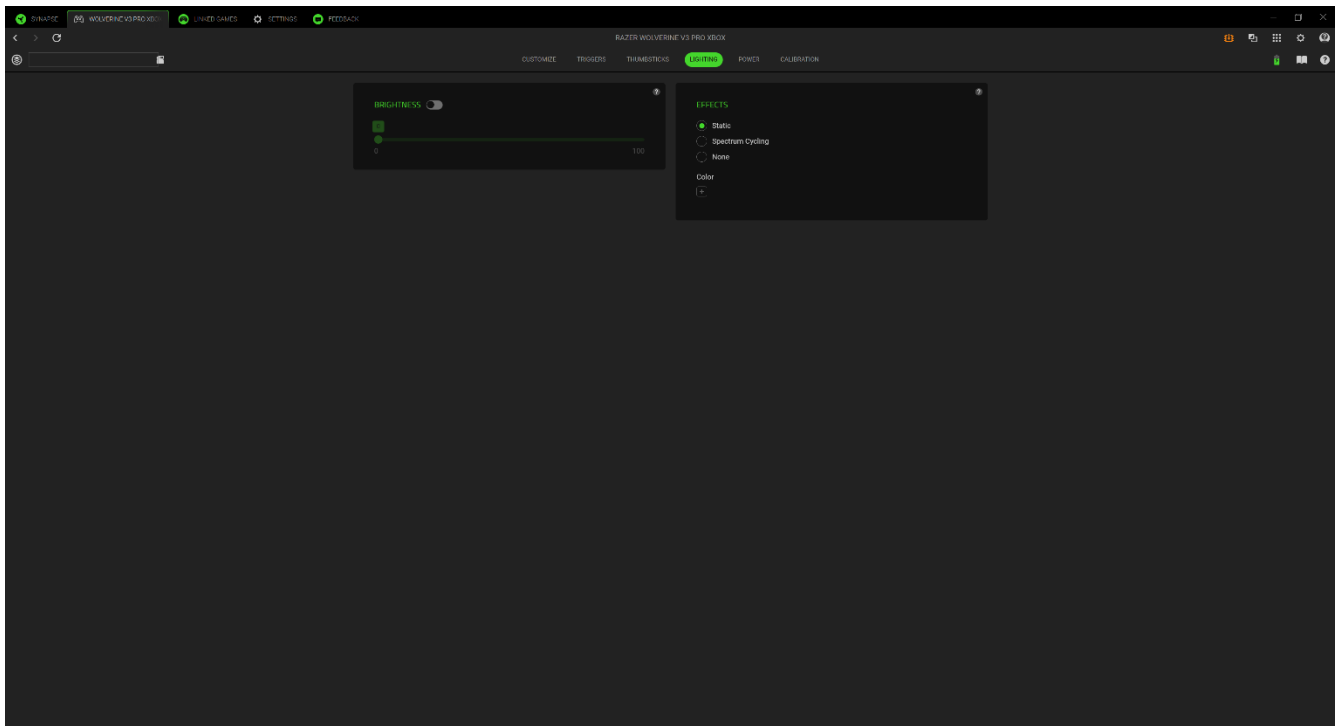 SYNAPSE WOLVERINE V3 PRO XBOX LINKED GAMES SETTINGS FEEDBACK
RAZER WOLVERINE V3 PRO XBOX
CUSTOMIZE TRIGGERS THUMBSTICKS LIGHTING POWER CALIBRATION
BRIGHTNESS
0 100
EFFECTS
Static
Spectrum Cycling
None
Color